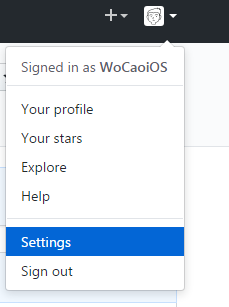 Signed in as WoCaoiOS
Your profile
Your stars
Explore
Help
Settings
Sign out